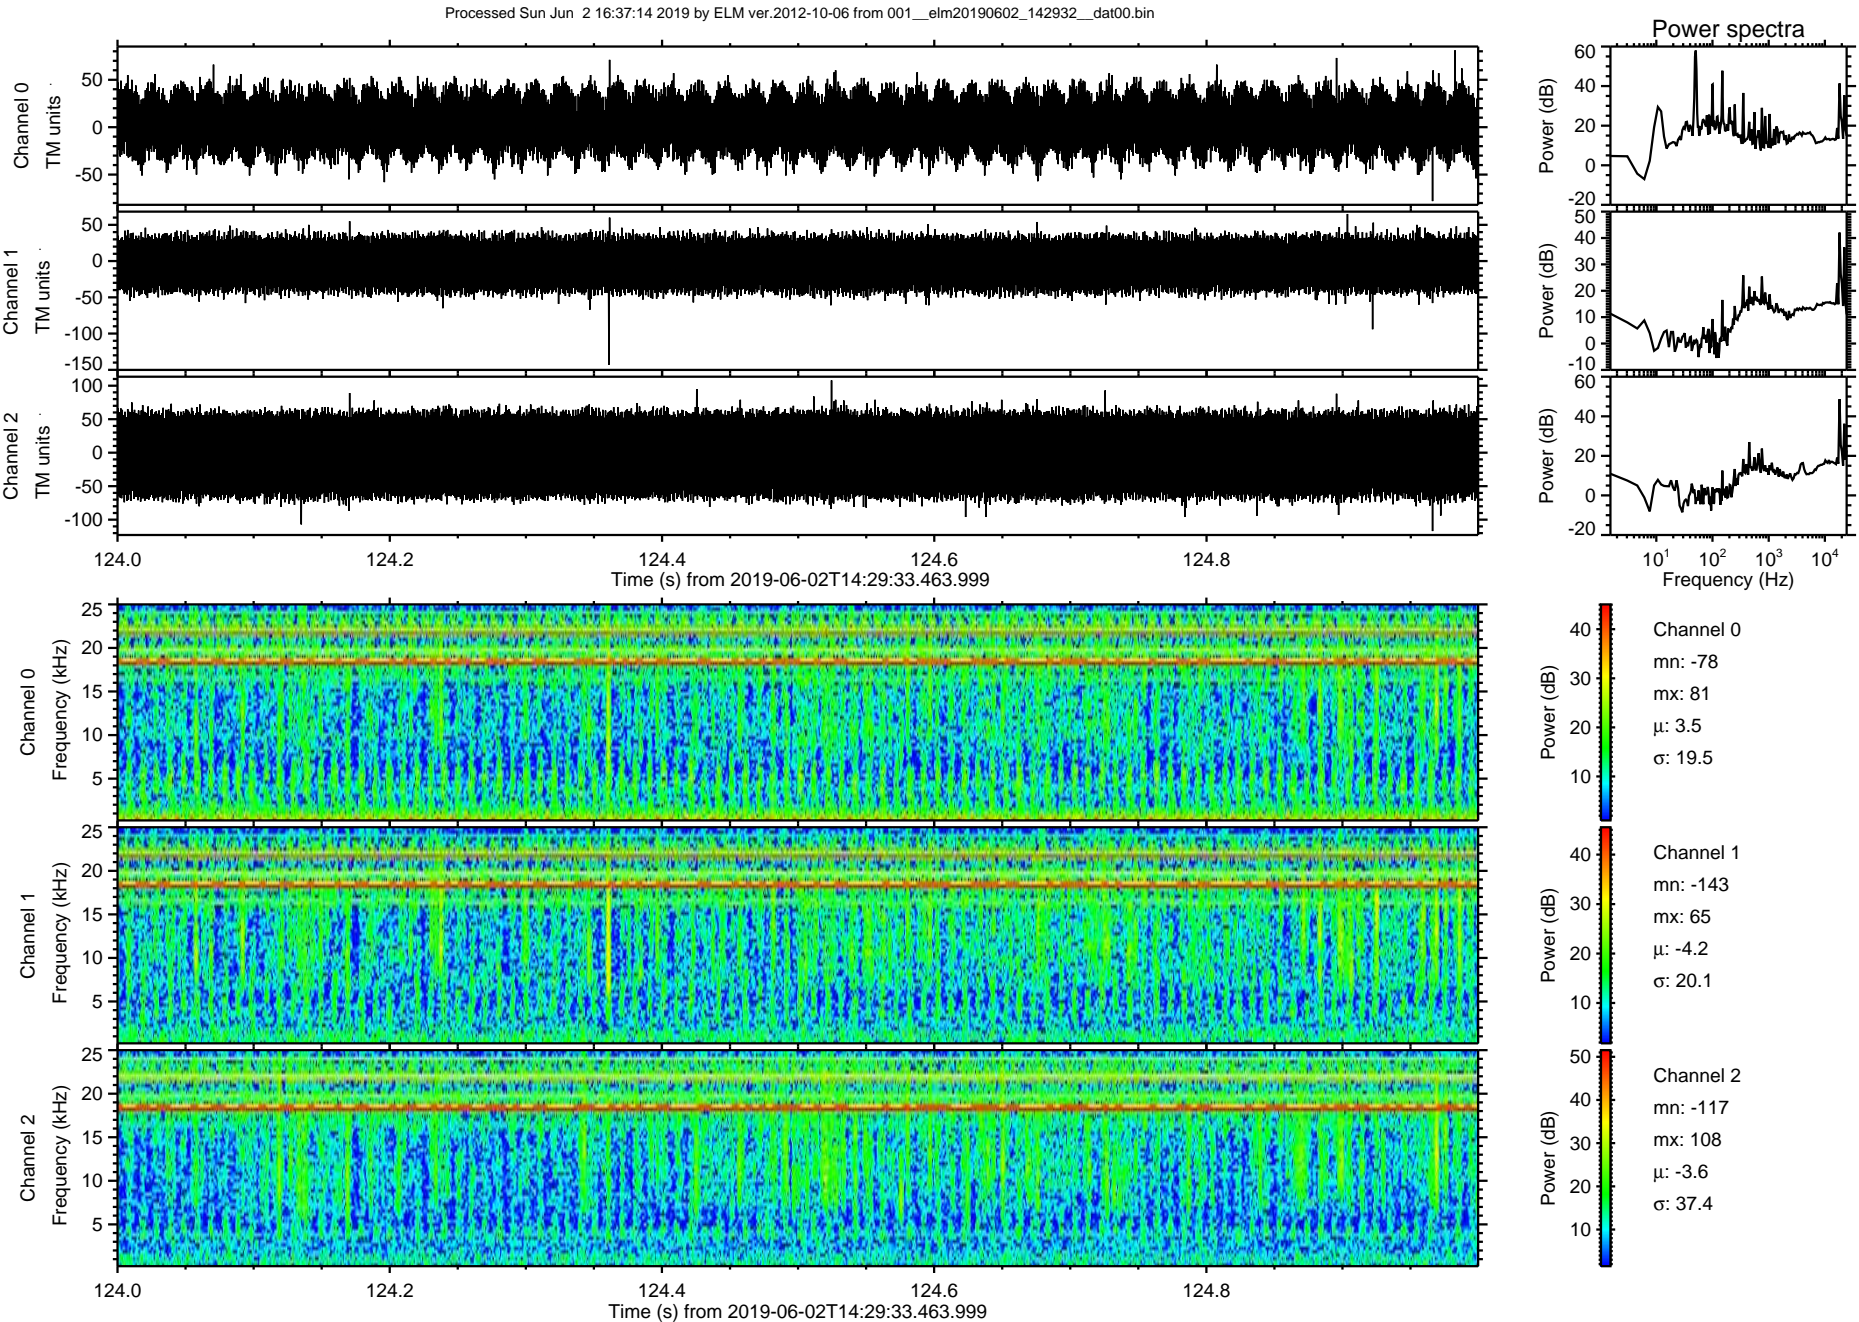 Processed Sun Jun  2 16:37:14 2019 by ELM ver.2012-10-06 from 001__elm20190602_142932__dat00.bin
Power spectra
Channel 0
TM units
50
0
-50
Power (dB)
60
40
20
0
-20
Channel 1
TM units
50
0
-50
-100
-150
Power (dB)
50
40
30
20
10
0
-10
Channel 2
TM units
100
50
0
-50
-100
Power (dB)
60
40
20
0
-20
124.0 124.2 124.4 124.6 124.8
Time (s) from 2019-06-02T14:29:33.463.999
10¹ 10² 10³ 10⁴
Frequency (Hz)
Channel 0
Frequency (kHz)
25
20
15
10
5
Power (dB)
40
30
20
10
Channel 0
mn: -78
mx: 81
μ: 3.5
σ: 19.5
Channel 1
Frequency (kHz)
25
20
15
10
5
Power (dB)
40
30
20
10
Channel 1
mn: -143
mx: 65
μ: -4.2
σ: 20.1
Channel 2
Frequency (kHz)
25
20
15
10
5
Power (dB)
50
40
30
20
10
Channel 2
mn: -117
mx: 108
μ: -3.6
σ: 37.4
124.0 124.2 124.4 124.6 124.8
Time (s) from 2019-06-02T14:29:33.463.999